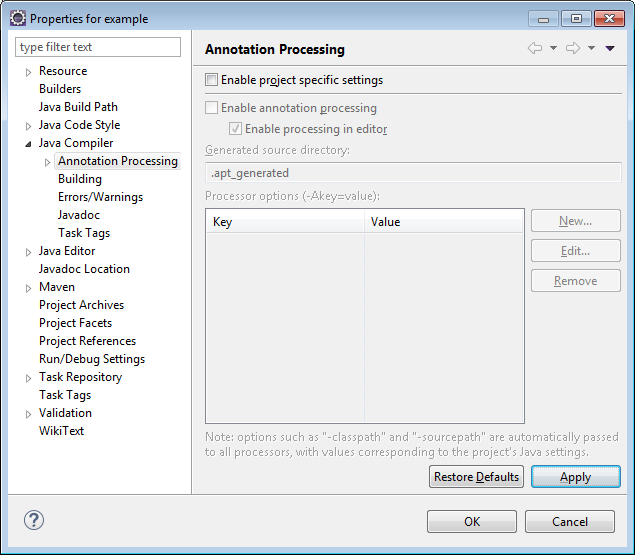 Properties for example
type filter text
Resource
Builders
Java Build Path
Java Code Style
Java Compiler
Annotation Processing
Building
Errors/Warnings
Javadoc
Task Tags
Java Editor
Javadoc Location
Maven
Project Archives
Project Facets
Project References
Run/Debug Settings
Task Repository
Task Tags
Validation
WikiText
Annotation Processing
Enable project specific settings
Enable annotation processing
Enable processing in editor
Generated source directory:
.apt_generated
Processor options (-Akey=value):
Key Value
New...
Edit...
Remove
Note: options such as "-classpath" and "-sourcepath" are automatically passed
to all processors, with values corresponding to the project's Java settings.
Restore Defaults Apply
? OK Cancel